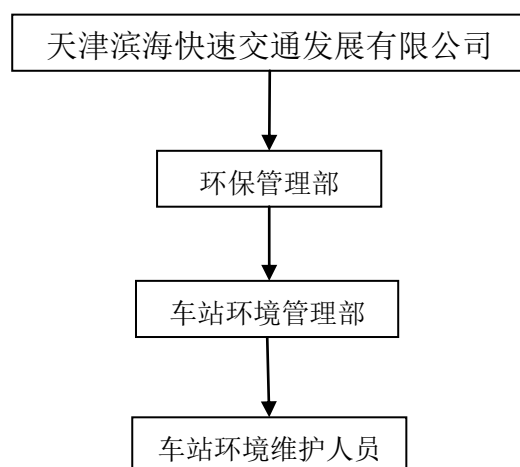 天津滨海快速交通发展有限公司
环保管理部
车站环境管理部
车站环境维护人员